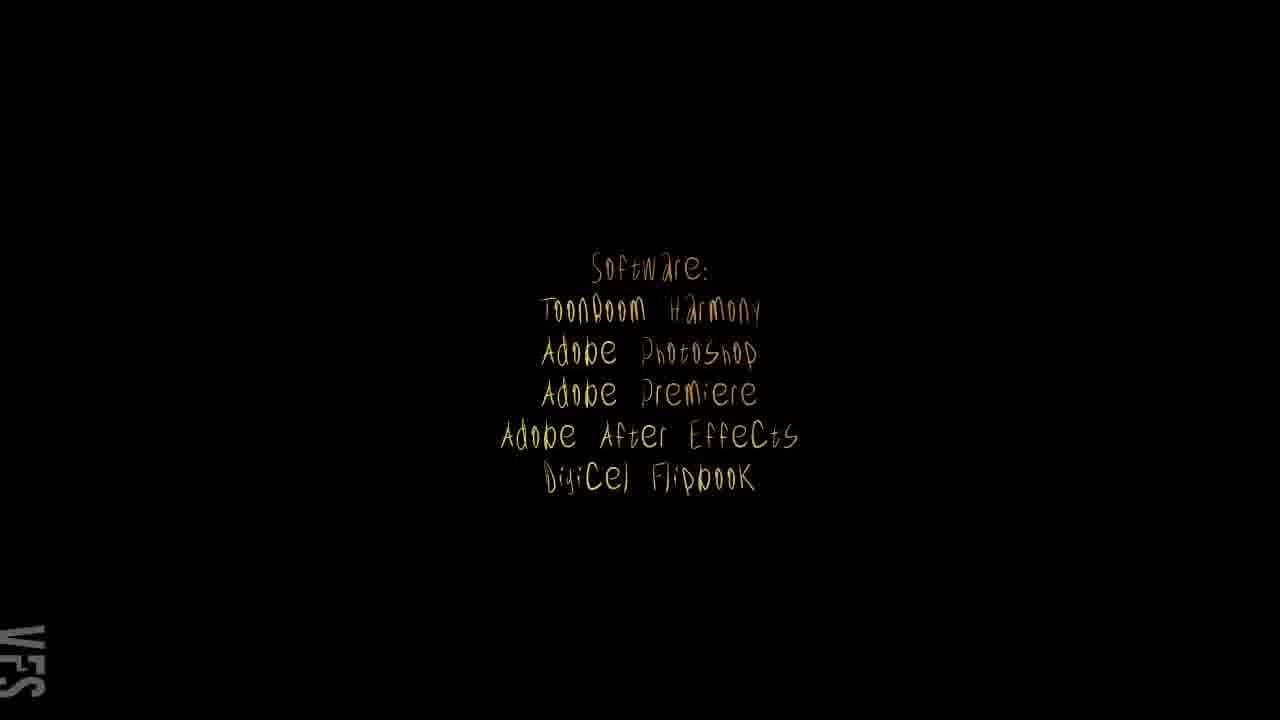 Software:
ToonBoom Harmony
Adobe Photoshop
Adobe Premiere
Adobe After Effects
DigiCel Flipbook
VFS